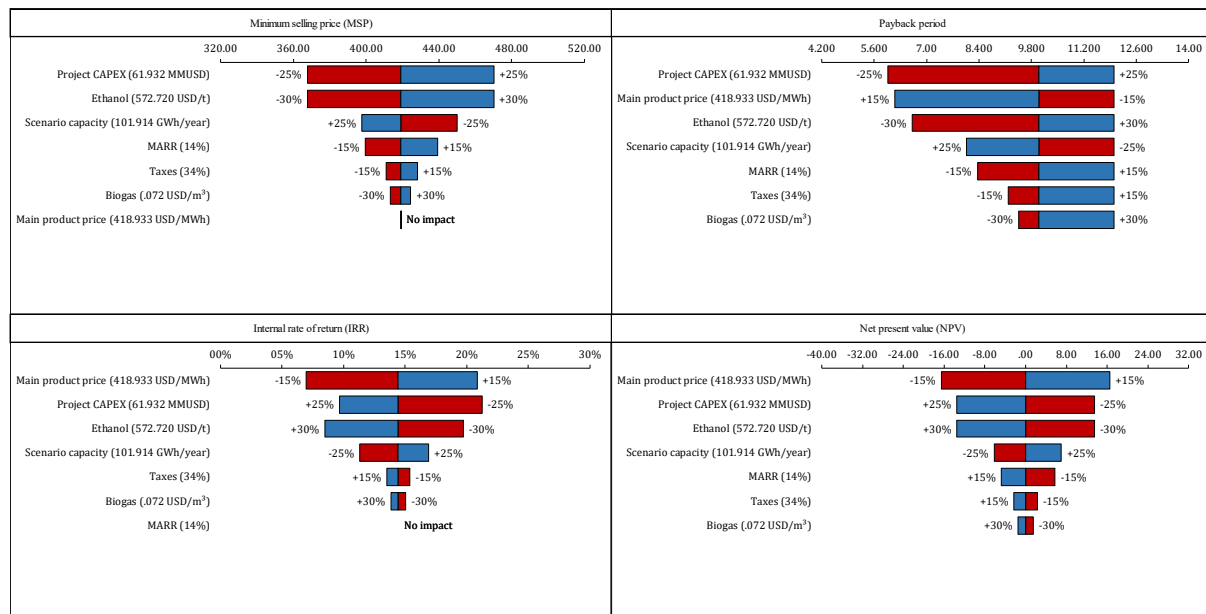 Minimum selling price (MSP)
320.00 360.00 400.00 440.00 480.00 520.00
Project CAPEX (61.932 MMUSD) -25% +25%
Ethanol (572.720 USD/t) -30% +30%
Scenario capacity (101.914 GWh/year) +25% -25%
MARR (14%) -15% +15%
Taxes (34%) -15% +15%
Biogas (.072 USD/m³) -30% +30%
Main product price (418.933 USD/MWh) No impact
Payback period
4.200 5.600 7.00 8.400 9.800 11.200 12.600 14.00
Project CAPEX (61.932 MMUSD) -25% +25%
Main product price (418.933 USD/MWh) +15% -15%
Ethanol (572.720 USD/t) -30% +30%
Scenario capacity (101.914 GWh/year) +25% -25%
MARR (14%) -15% +15%
Taxes (34%) -15% +15%
Biogas (.072 USD/m³) -30% +30%
Internal rate of return (IRR)
00% 05% 10% 15% 20% 25% 30%
Main product price (418.933 USD/MWh) -15% +15%
Project CAPEX (61.932 MMUSD) +25% -25%
Ethanol (572.720 USD/t) +30% -30%
Scenario capacity (101.914 GWh/year) -25% +25%
Taxes (34%) +15% -15%
Biogas (.072 USD/m³) +30% -30%
MARR (14%) No impact
Net present value (NPV)
-40.00 -32.00 -24.00 -16.00 -8.00 .00 8.00 16.00 24.00 32.00
Main product price (418.933 USD/MWh) -15% +15%
Project CAPEX (61.932 MMUSD) +25% -25%
Ethanol (572.720 USD/t) +30% -30%
Scenario capacity (101.914 GWh/year) -25% +25%
MARR (14%) +15% -15%
Taxes (34%) +15% -15%
Biogas (.072 USD/m³) +30% -30%